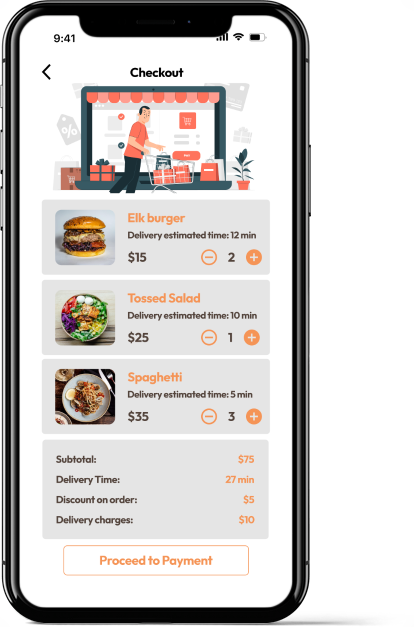 9:41
Checkout
Elk burger
Delivery estimated time: 12 min
$15 2
Tossed Salad
Delivery estimated time: 10 min
$25 1
Spaghetti
Delivery estimated time: 5 min
$35 3
Subtotal: $75
Delivery Time: 27 min
Discount on order: $5
Delivery charges: $10
Proceed to Payment